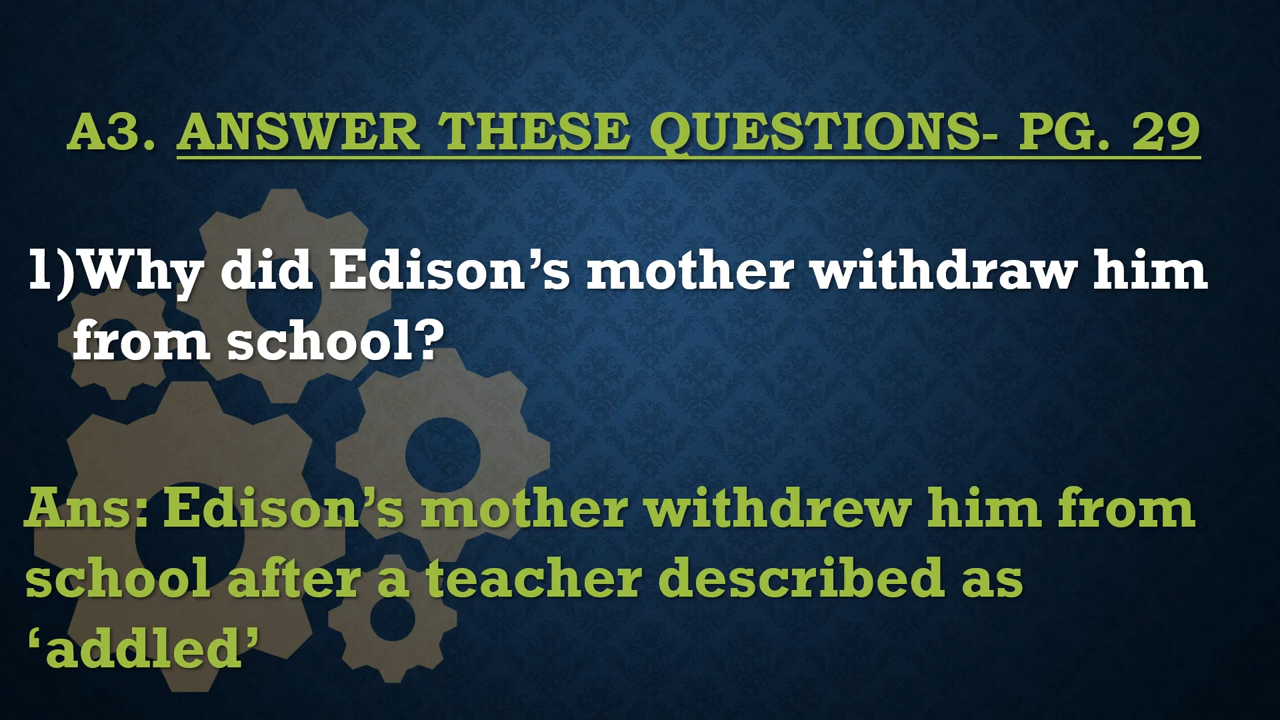 A3. ANSWER THESE QUESTIONS- PG. 29
1)Why did Edison’s mother withdraw him
from school?
Ans: Edison’s mother withdrew him from
school after a teacher described as
‘addled’